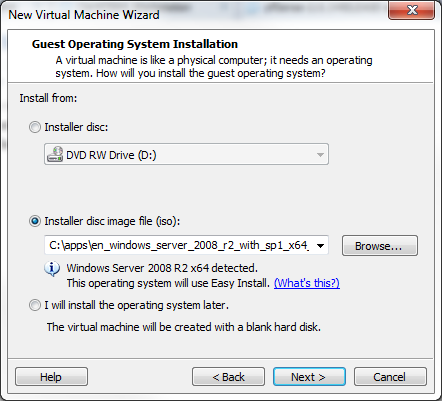 New Virtual Machine Wizard
Guest Operating System Installation
A virtual machine is like a physical computer; it needs an operating
system. How will you install the guest operating system?
Install from:
Installer disc:
DVD RW Drive (D:)
Installer disc image file (iso):
C:\apps\en_windows_server_2008_r2_with_sp1_x64_
Browse...
Windows Server 2008 R2 x64 detected.
This operating system will use Easy Install. (What's this?)
I will install the operating system later.
The virtual machine will be created with a blank hard disk.
Help
< Back
Next >
Cancel